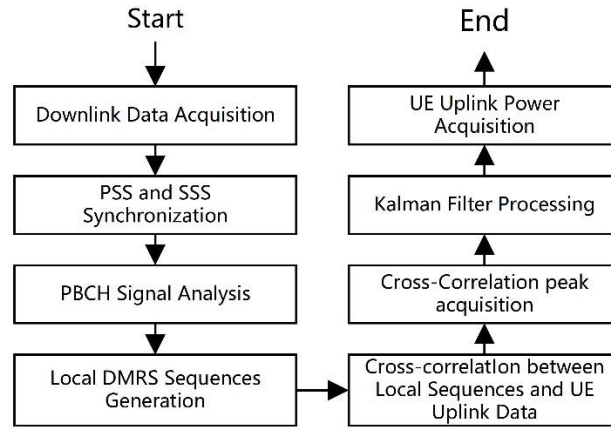 Start
Downlink Data Acquisition
PSS and SSS
Synchronization
PBCH Signal Analysis
Local DMRS Sequences
Generation
Cross-correlation between
Local Sequences and UE
Uplink Data
Cross-Correlation peak
acquisition
Kalman Filter Processing
UE Uplink Power
Acquisition
End